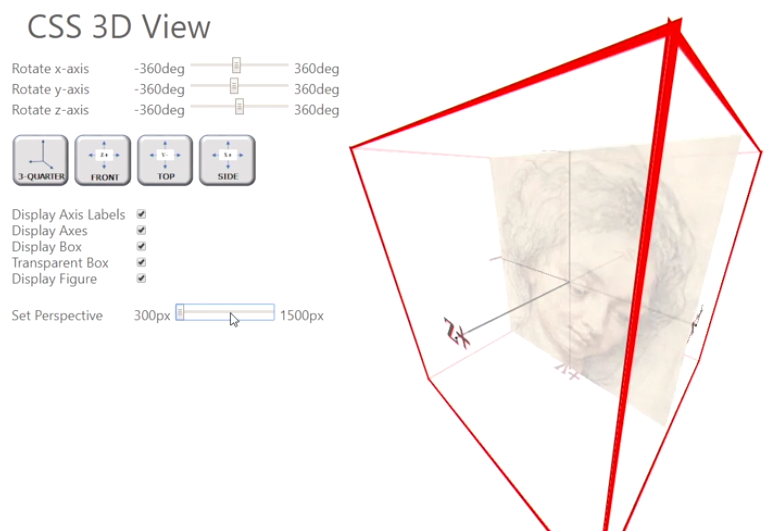 CSS 3D View
Rotate x-axis -360deg 360deg
Rotate y-axis -360deg 360deg
Rotate z-axis -360deg 360deg
3-QUARTER FRONT TOP SIDE
Display Axis Labels
Display Axes
Display Box
Transparent Box
Display Figure
Set Perspective 300px 1500px
Z+
Y+